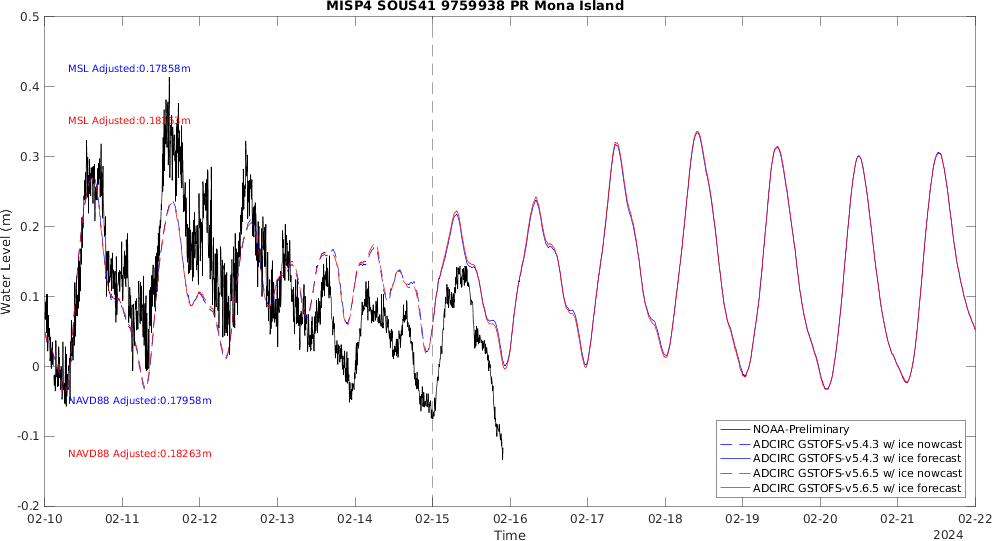 MISP4 SOUS41 9759938 PR Mona Island
0.5
0.4
0.3
0.2
0.1
0
-0.1
-0.2
Water Level (m)
MSL Adjusted:0.17858m
MSL Adjusted:
NAVD88 Adjusted:0.17958m
NAVD88 Adjusted:0.18263m
NOAA-Preliminary
ADCIRC GSTOFS-v5.4.3 w/ ice nowcast
ADCIRC GSTOFS-v5.4.3 w/ ice forecast
ADCIRC GSTOFS-v5.6.5 w/ ice nowcast
ADCIRC GSTOFS-v5.6.5 w/ ice forecast
02-10 02-11 02-12 02-13 02-14 02-15 02-16 02-17 02-18 02-19 02-20 02-21 02-22
Time
2024